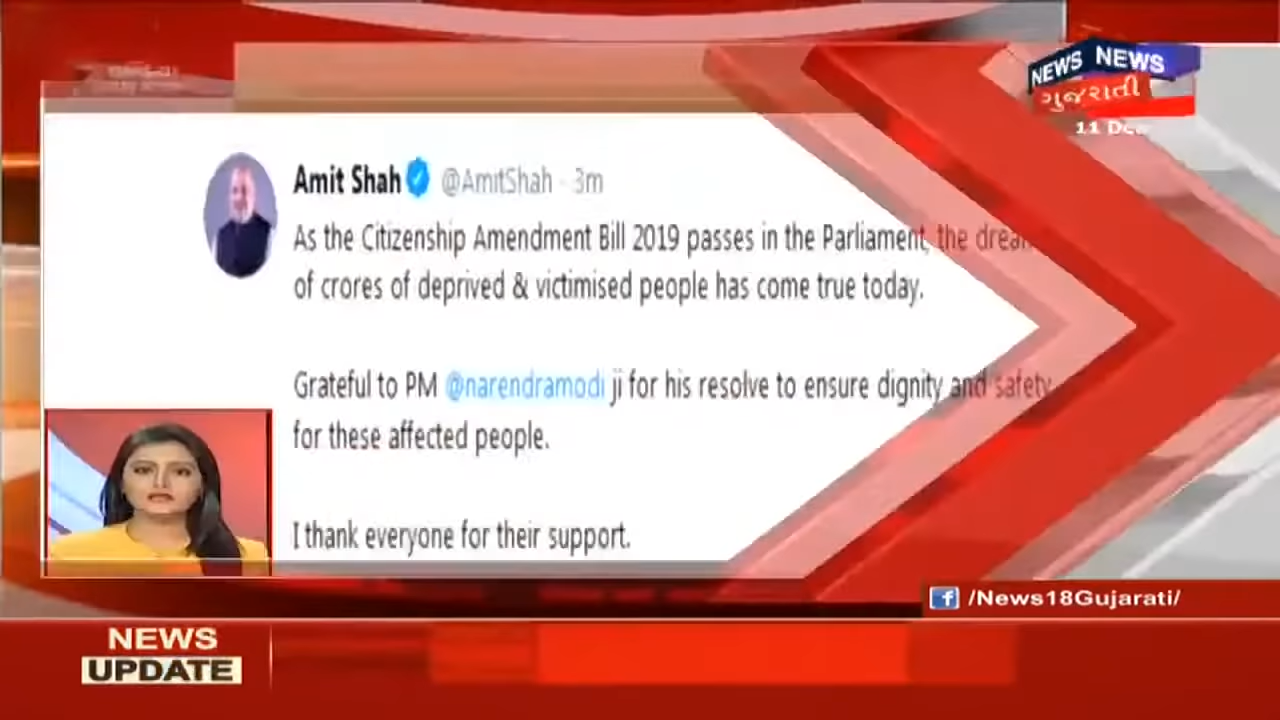 NEWS NEWS
ગુજરાતી
11 Dec
Amit Shah @AmitShah - 3m
As the Citizenship Amendment Bill 2019 passes in the Parliament, the dream
of crores of deprived & victimised people has come true today.
Grateful to PM @narendramodi ji for his resolve to ensure dignity and safety
for these affected people.
I thank everyone for their support.
f /News18Gujarati/
NEWS
UPDATE